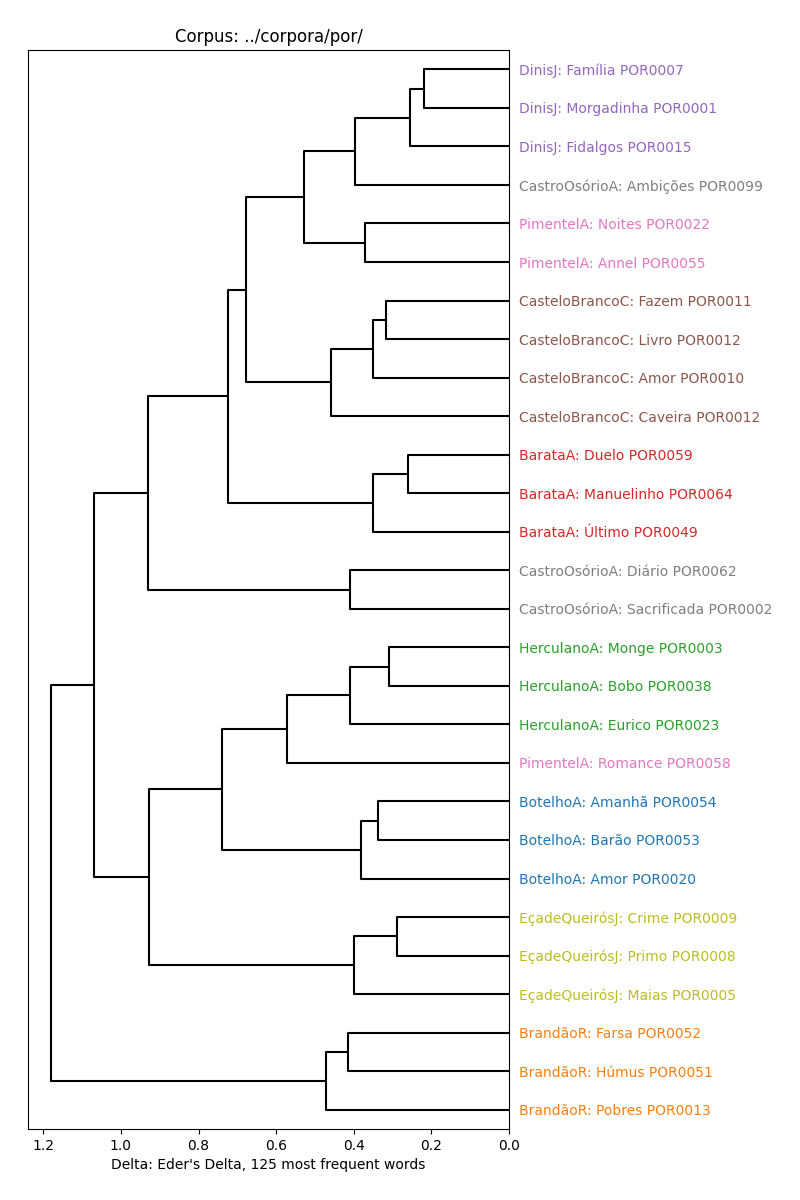 Corpus: ../corpora/por/
DinisJ: Família POR0007
DinisJ: Morgadinha POR0001
DinisJ: Fidalgos POR0015
CastroOsórioA: Ambições POR0099
PimentelA: Noites POR0022
PimentelA: Annel POR0055
CasteloBrancoC: Fazem POR0011
CasteloBrancoC: Livro POR0012
CasteloBrancoC: Amor POR0010
CasteloBrancoC: Caveira POR0012
BarataA: Duelo POR0059
BarataA: Manuelinho POR0064
BarataA: Último POR0049
CastroOsórioA: Diário POR0062
CastroOsórioA: Sacrificada POR0002
HerculanoA: Monge POR0003
HerculanoA: Bobo POR0038
HerculanoA: Eurico POR0023
PimentelA: Romance POR0058
BotelhoA: Amanhã POR0054
BotelhoA: Barão POR0053
BotelhoA: Amor POR0020
EçadeQueirósJ: Crime POR0009
EçadeQueirósJ: Primo POR0008
EçadeQueirósJ: Maias POR0005
BrandãoR: Farsa POR0052
BrandãoR: Húmus POR0051
BrandãoR: Pobres POR0013
1.2 1.0 0.8 0.6 0.4 0.2 0.0
Delta: Eder's Delta, 125 most frequent words